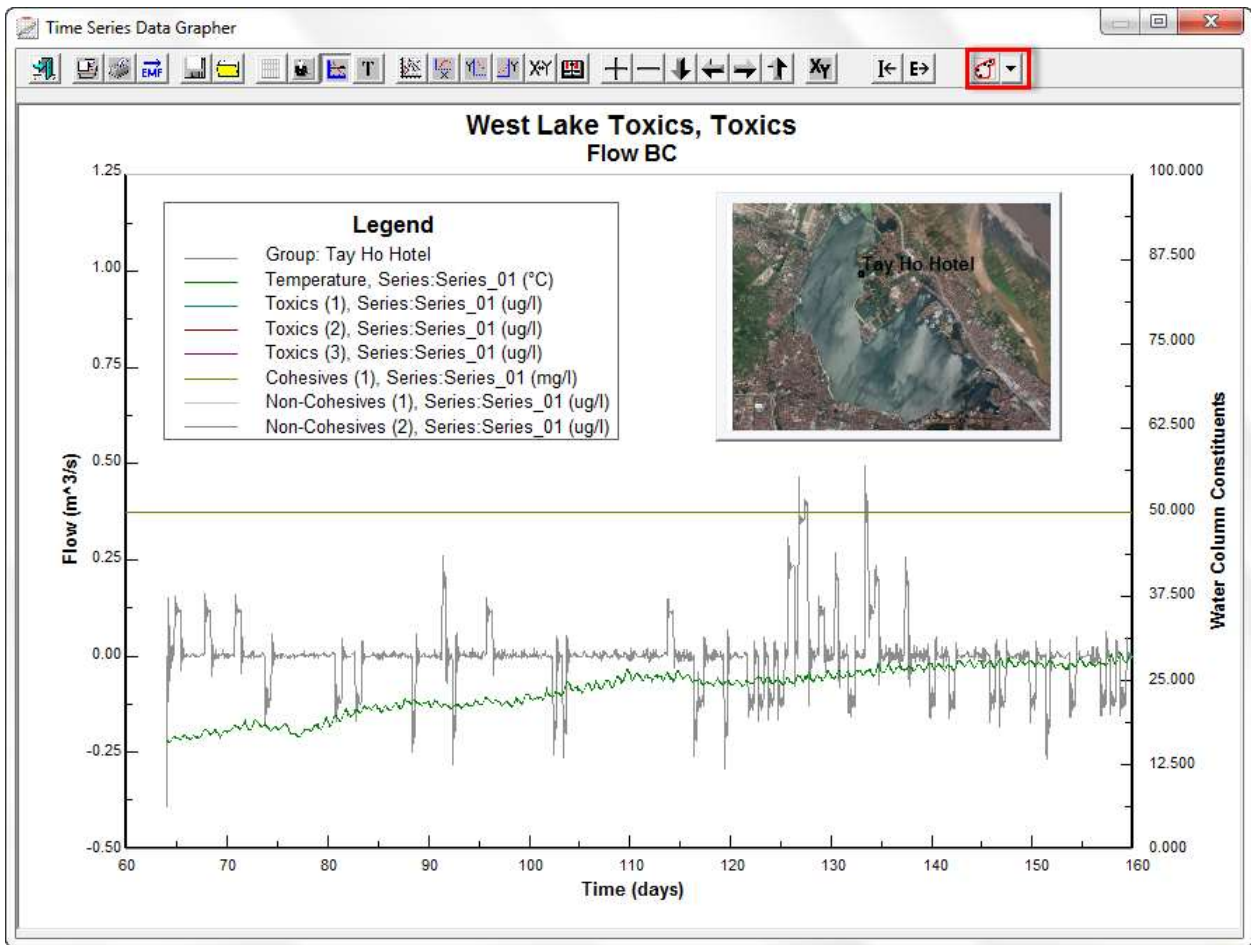 Time Series Data Grapher
EMF T X↔Y XY I← E→
West Lake Toxics, Toxics
Flow BC
1.25
1.00
0.75
0.50
0.25
0.00
-0.25
-0.50
Flow (m^3/s)
Legend
Group: Tay Ho Hotel
Temperature, Series:Series_01 (°C)
Toxics (1), Series:Series_01 (ug/l)
Toxics (2), Series:Series_01 (ug/l)
Toxics (3), Series:Series_01 (ug/l)
Cohesives (1), Series:Series_01 (mg/l)
Non-Cohesives (1), Series:Series_01 (ug/l)
Non-Cohesives (2), Series:Series_01 (ug/l)
Tay Ho Hotel
100.000
87.500
75.000
62.500
50.000
37.500
25.000
12.500
0.000
Water Column Constituents
60 70 80 90 100 110 120 130 140 150 160
Time (days)